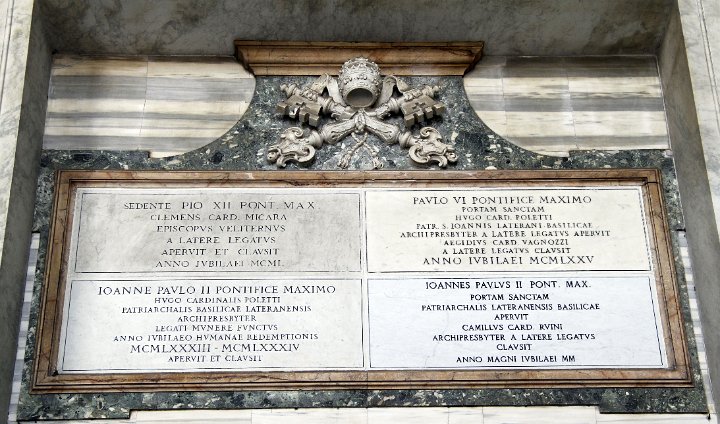 SEDENTE PIO XII PONT. MAX.
CLEMENS CARD. MICARA
EPISCOPUS VELITERNUS
A LATERE LEGATVS
APERVIT ET CLAVSIT
ANNO IVBILAEI MCML
PAVLO VI PONTIFICE MAXIMO
PORTAM SANCTAM
HVGO CARD. POLETTI
PATR. S. IOANNIS LATERANI BASILICAE
ARCHIPRESBYTER A LATERE LEGATVS APERVIT
AEGIDIVS CARD. VAGNOZZI
A LATERE LEGATVS CLAVSIT
ANNO IVBILAEI MCMLXXV
IOANNE PAVLO II PONTIFICE MAXIMO
HVGO CARDINALIS POLETTI
PATRIARCHALIS BASILICAE LATERANENSIS
ARCHIPRESBYTER
LEGATI MVNERE FVNCTVS
ANNO IVBILAEO HVMANAE REDEMPTIONIS
MCMLXXXIII - MCMLXXXIV
APERVIT ET CLAVSIT
IOANNES PAVLVS II PONT. MAX.
PORTAM SANCTAM
PATRIARCHALIS LATERANENSIS BASILICAE
APERVIT
CAMILLVS CARD. RVINI
ARCHIPRESBYTER A LATERE LEGATVS
CLAVSIT
ANNO MAGNI IVBILAEI MM